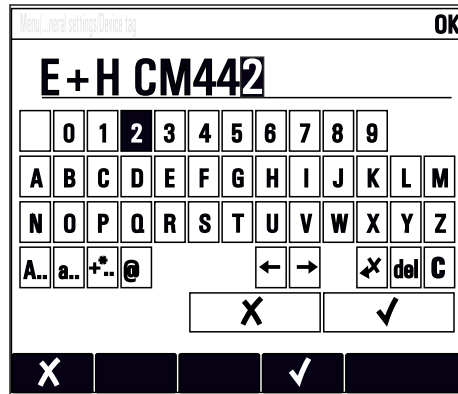 Menu/...neral settings/Device tag OK
E+H CM442
0 1 2 3 4 5 6 7 8 9
A B C D E F G H I J K L M
N O P Q R S T U V W X Y Z
A.. a.. +*.. @ ← → del C